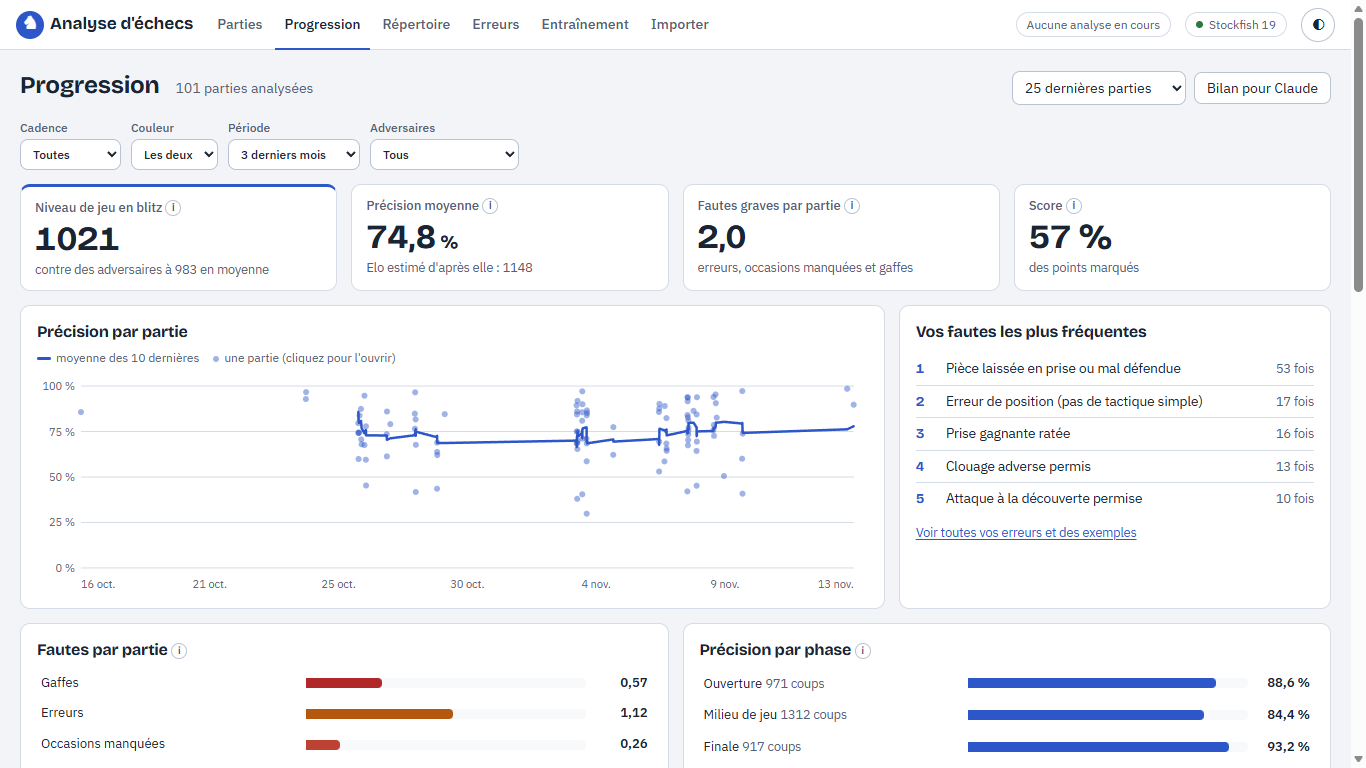 Analyse d'échecs
Parties
Progression
Répertoire
Erreurs
Entraînement
Importer
Aucune analyse en cours
Stockfish 19
Progression
101 parties analysées
25 dernières parties
Bilan pour Claude
Cadence
Couleur
Période
Adversaires
Toutes
Les deux
3 derniers mois
Tous
Niveau de jeu en blitz i
1021
contre des adversaires à 983 en moyenne
Précision moyenne i
74,8 %
Elo estimé d'après elle : 1148
Fautes graves par partie i
2,0
erreurs, occasions manquées et gaffes
Score i
57 %
des points marqués
Précision par partie
moyenne des 10 dernières
une partie (cliquez pour l'ouvrir)
100 %
75 %
50 %
25 %
0 %
16 oct.
21 oct.
25 oct.
30 oct.
4 nov.
9 nov.
13 nov.
Vos fautes les plus fréquentes
1 Pièce laissée en prise ou mal défendue 53 fois
2 Erreur de position (pas de tactique simple) 17 fois
3 Prise gagnante ratée 16 fois
4 Clouage adverse permis 13 fois
5 Attaque à la découverte permise 10 fois
Voir toutes vos erreurs et des exemples
Fautes par partie i
Gaffes 0,57
Erreurs 1,12
Occasions manquées 0,26
Précision par phase i
Ouverture 971 coups 88,6 %
Milieu de jeu 1312 coups 84,4 %
Finale 917 coups 93,2 %